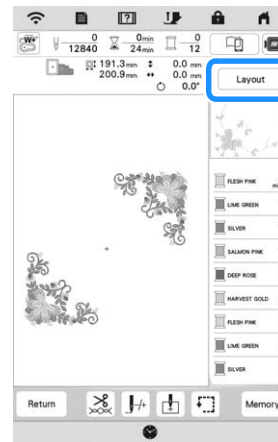 W+
0
12840
0min
24min
0
12
191.3mm
200.9mm
0.0 mm
0.0 mm
0.0°
Layout
FLESH PINK
LIME GREEN
SILVER
SALMON PINK
DEEP ROSE
HARVEST GOLD
FLESH PINK
LIME GREEN
SILVER
Return
-/+
Memory